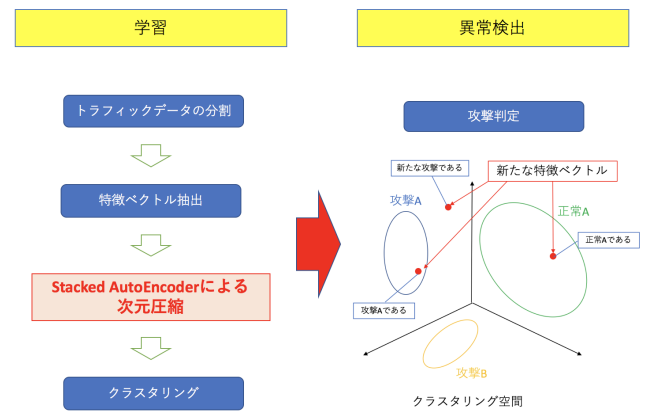 学習
トラフィックデータの分割
特徴ベクトル抽出
Stacked AutoEncoderによる
次元圧縮
クラスタリング
異常検出
攻撃判定
新たな攻撃である
新たな特徴ベクトル
攻撃A
正常A
正常Aである
攻撃Aである
攻撃B
クラスタリング空間